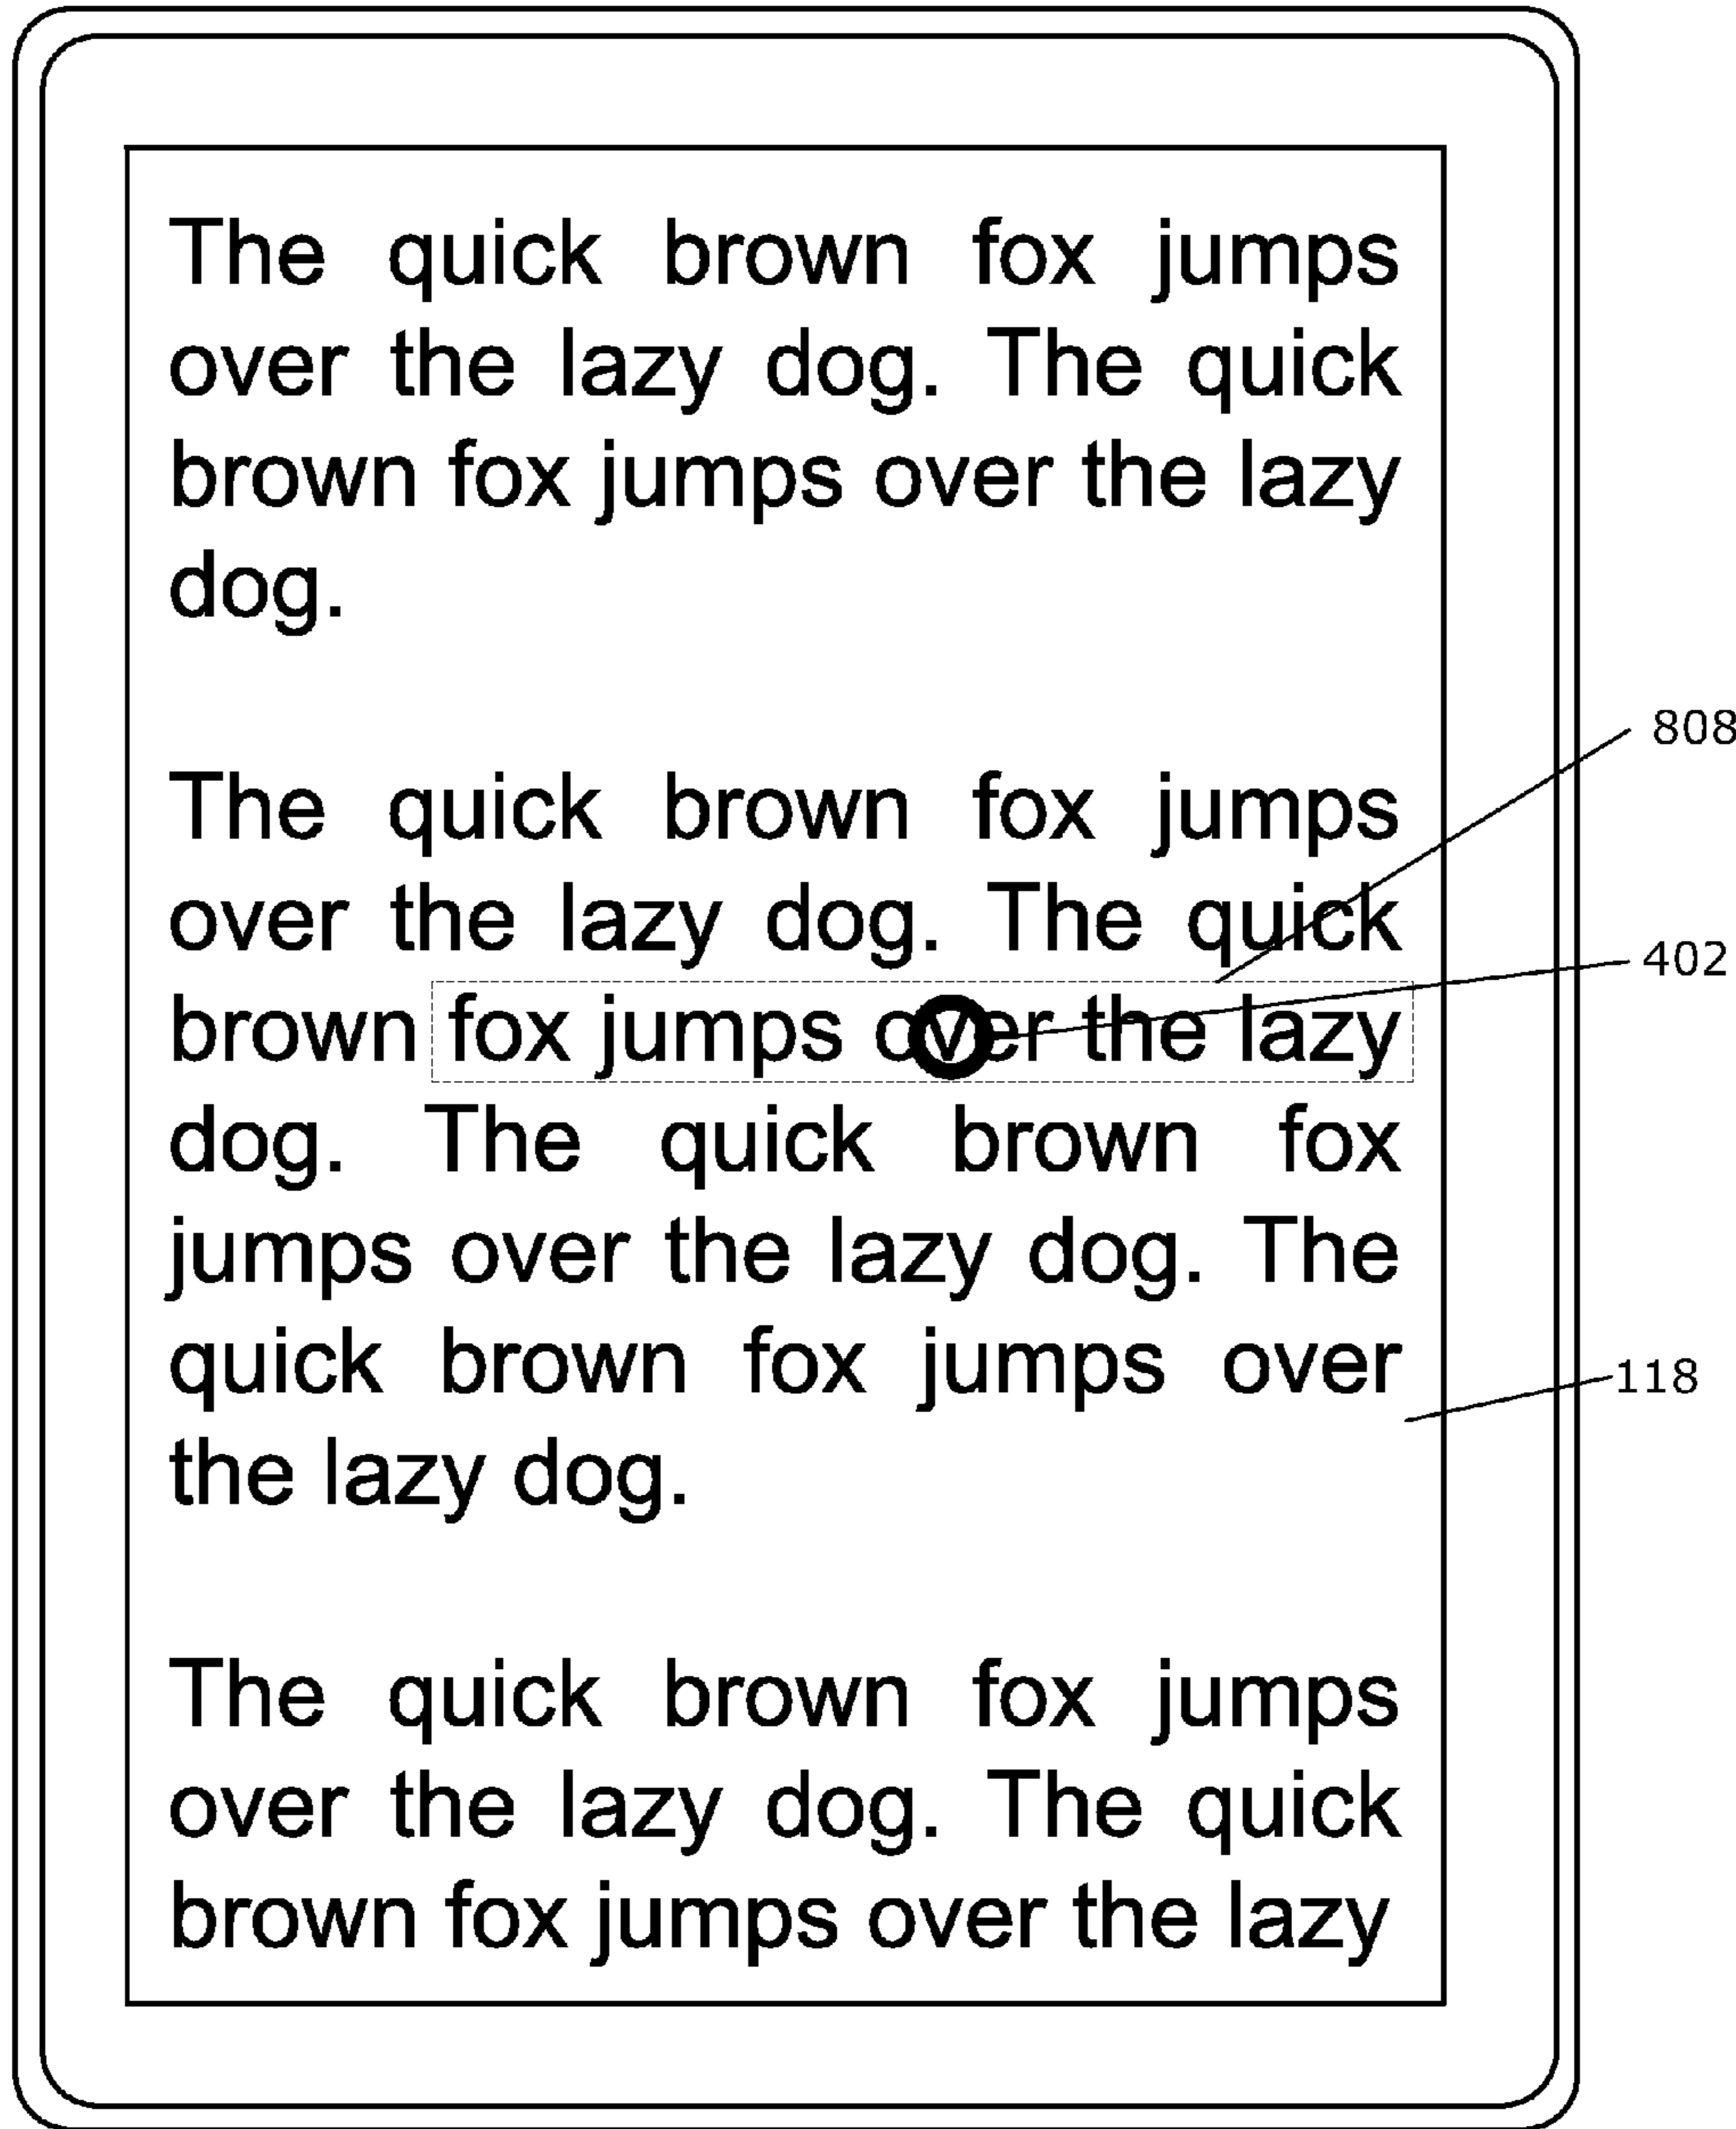 The quick brown fox jumps
over the lazy dog. The quick
brown fox jumps over the lazy
dog.
The quick brown fox jumps
over the lazy dog. The quick
brown fox jumps over the lazy
dog. The quick brown fox
jumps over the lazy dog. The
quick brown fox jumps over
the lazy dog.
The quick brown fox jumps
over the lazy dog. The quick
brown fox jumps over the lazy
808
402
118